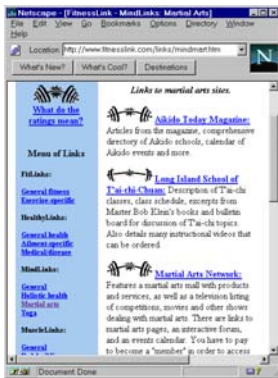 Netscape - [FitnessLink - MindLinks: Martial Arts]
File Edit View Go Bookmarks Options Directory Window
Help
Location: http://www.fitnesslink.com/links/mindmart.htm
N
What's New? What's Cool? Destinations
What do the
ratings mean?
Menu of Links
FitLinks:
General fitness
Exercise-specific
HealthyLinks:
General health
Ailment-specific
Medical/disease
MindLinks:
General
Holistic health
Martial arts
Yoga
MuscleLinks:
General
Links to martial arts sites.
Aikido Today Magazine:
Articles from the magazine, comprehensive
directory of Aikido schools, calendar of
Aikido events and more.
Long Island School of
T'ai-chi-Chuan: Description of T'ai-chi
classes, class schedule, excerpts from
Master Bob Klein's books and bulletin
board for discussion of T'ai-chi topics.
Also details many instructional videos that
can be ordered.
Martial Arts Network:
Features a martial arts mall with products
and services, as well as a television listing
of competitions, movies and other shows
dealing with martial arts. There are links to
martial arts pages, an interactive forum,
and an events calendar. You have to pay
to become a "member" in order to access
Document: Done